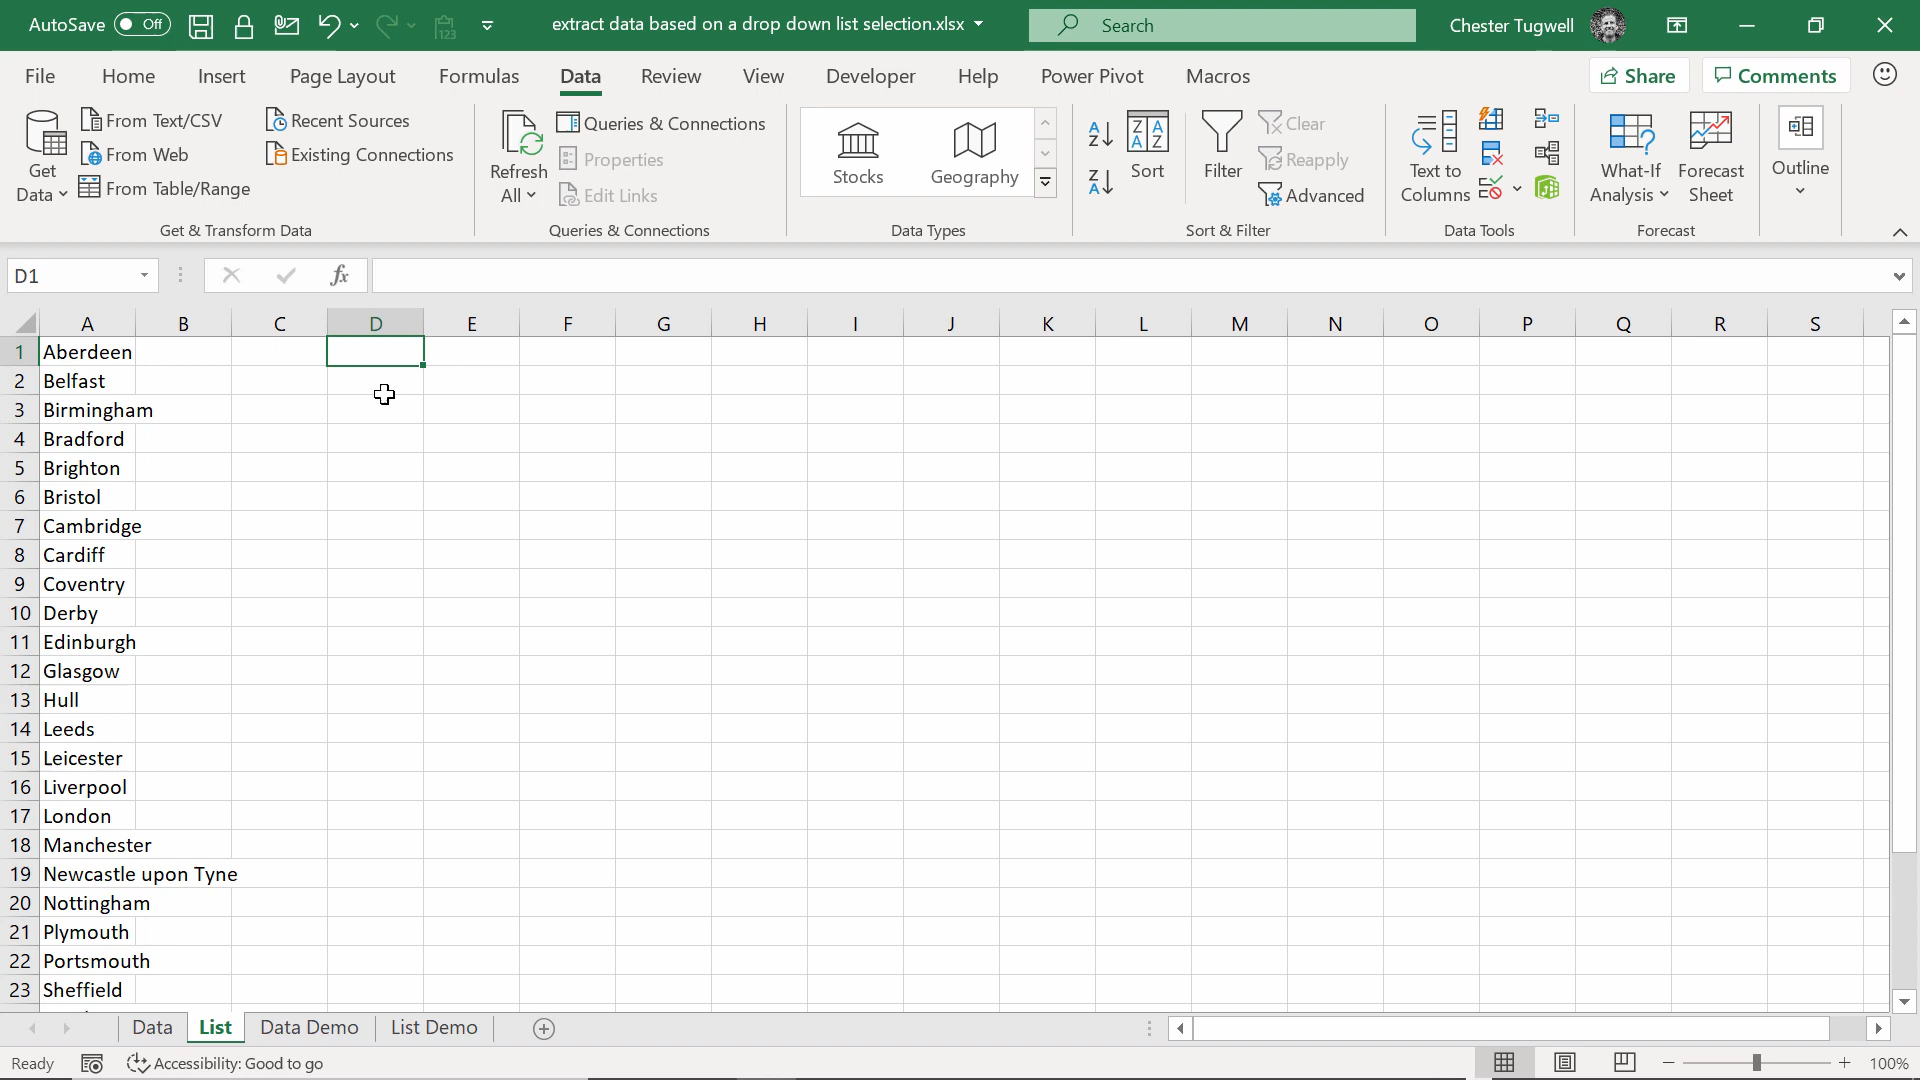 AutoSave Off extract data based on a drop down list selection.xlsx Search Chester Tugwell
File Home Insert Page Layout Formulas Data Review View Developer Help Power Pivot Macros Share Comments
Get Data
From Text/CSV
From Web
From Table/Range
Recent Sources
Existing Connections
Get & Transform Data
Refresh All
Queries & Connections
Properties
Edit Links
Queries & Connections
Stocks
Geography
Data Types
Sort
Filter
Clear
Reapply
Advanced
Sort & Filter
Text to Columns
Data Tools
What-If Analysis
Forecast Sheet
Forecast
Outline
D1 fx
A B C D E F G H I J K L M N O P Q R S
1 Aberdeen
2 Belfast
3 Birmingham
4 Bradford
5 Brighton
6 Bristol
7 Cambridge
8 Cardiff
9 Coventry
10 Derby
11 Edinburgh
12 Glasgow
13 Hull
14 Leeds
15 Leicester
16 Liverpool
17 London
18 Manchester
19 Newcastle upon Tyne
20 Nottingham
21 Plymouth
22 Portsmouth
23 Sheffield
Data List Data Demo List Demo
Ready Accessibility: Good to go 100%